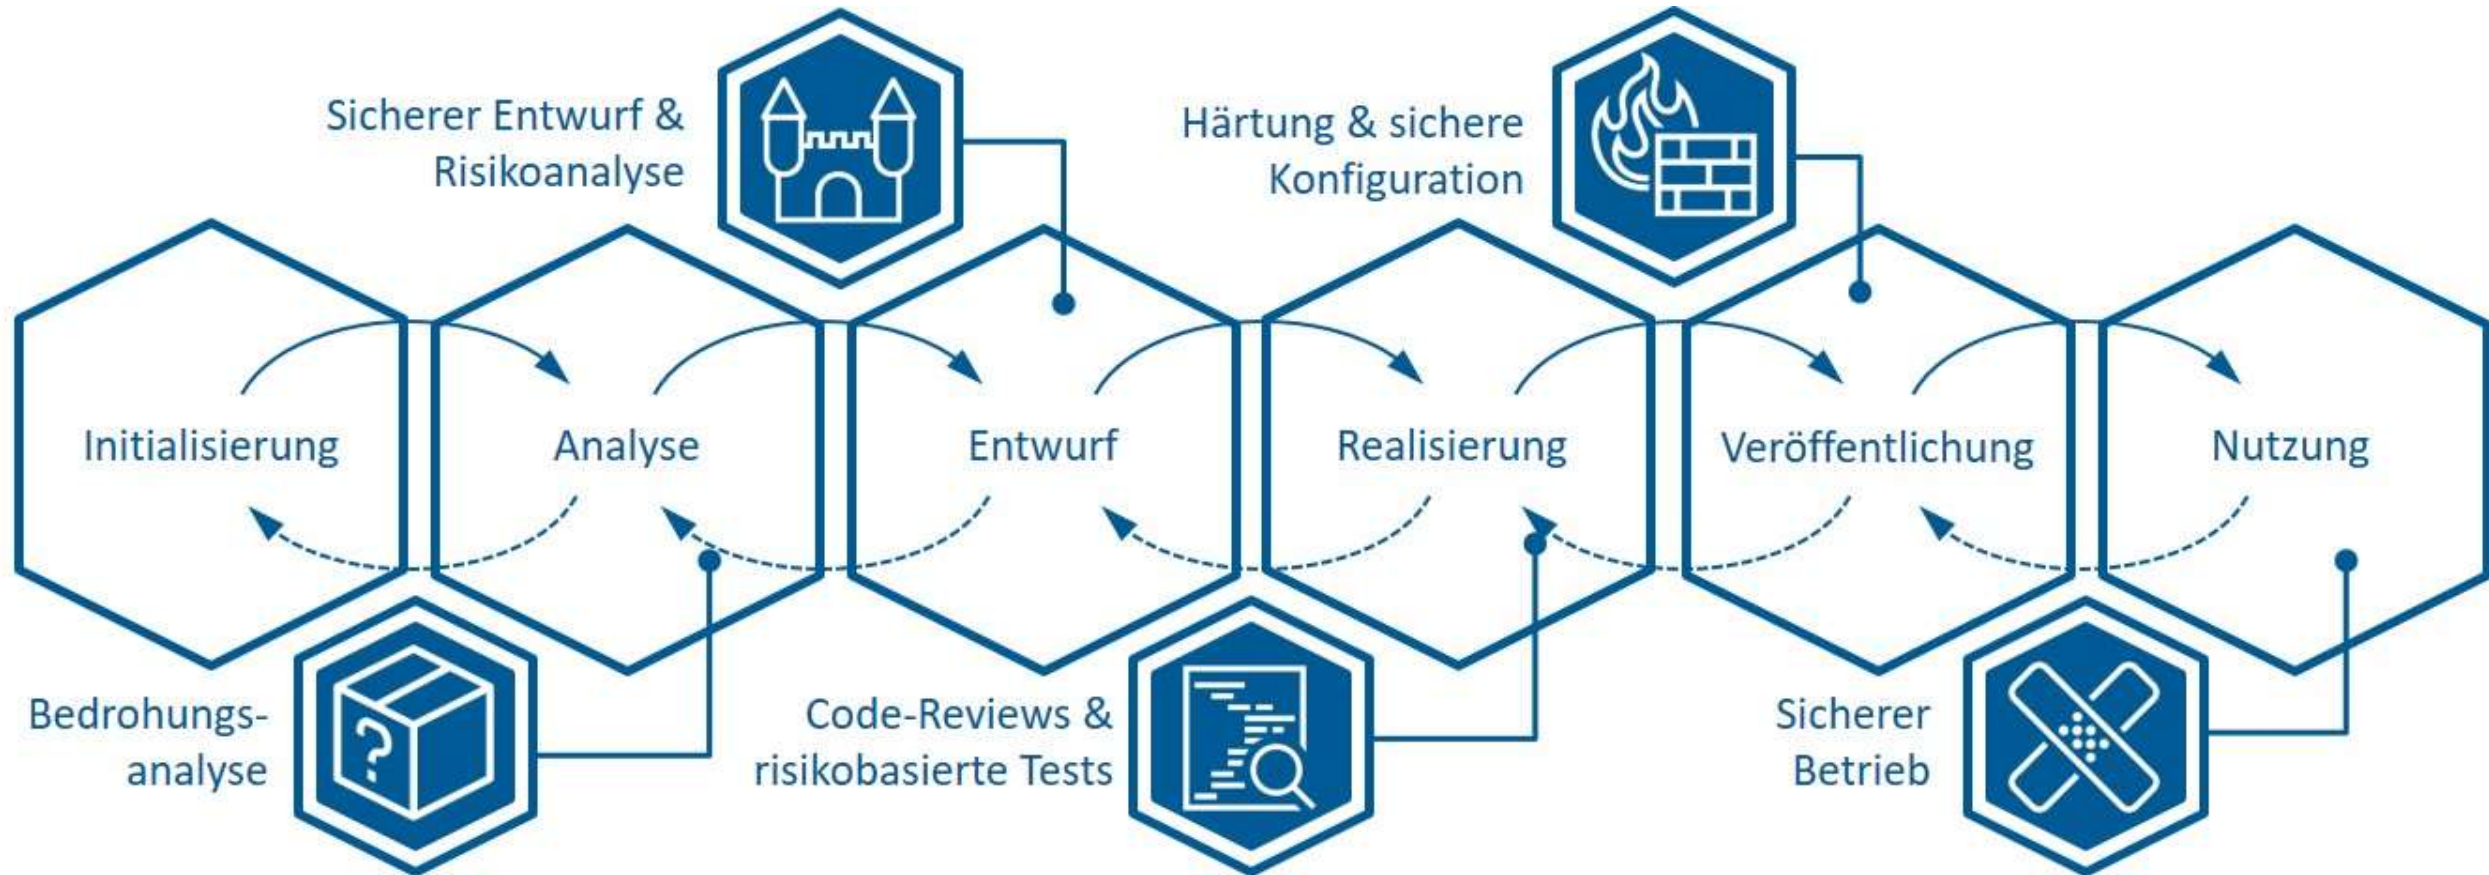 Sicherer Entwurf &
Risikoanalyse
Härtung & sichere
Konfiguration
Initialisierung
Analyse
Entwurf
Realisierung
Veröffentlichung
Nutzung
Bedrohungs-
analyse
?
Code-Reviews &
risikobasierte Tests
Sicherer
Betrieb